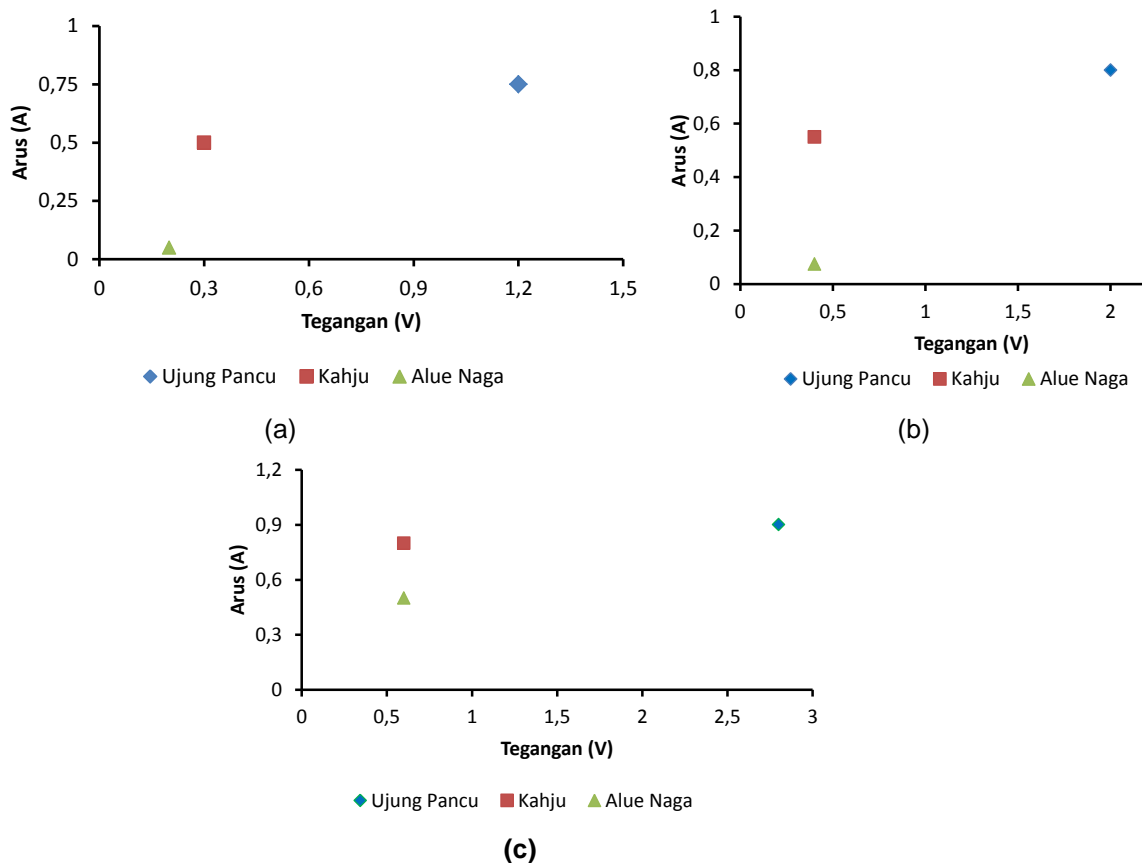 1
0,75
0,5
0,25
0
Arus (A)
0 0,3 0,6 0,9 1,2 1,5
Tegangan (V)
Ujung Pancu Kahju Alue Naga
(a)
1
0,8
0,6
0,4
0,2
0
Arus (A)
0 0,5 1 1,5 2
Tegangan (V)
Ujung Pancu Kahju Alue Naga
(b)
1,2
0,9
0,6
0,3
0
Arus (A)
0 0,5 1 1,5 2 2,5 3
Tegangan (V)
Ujung Pancu Kahju Alue Naga
(c)